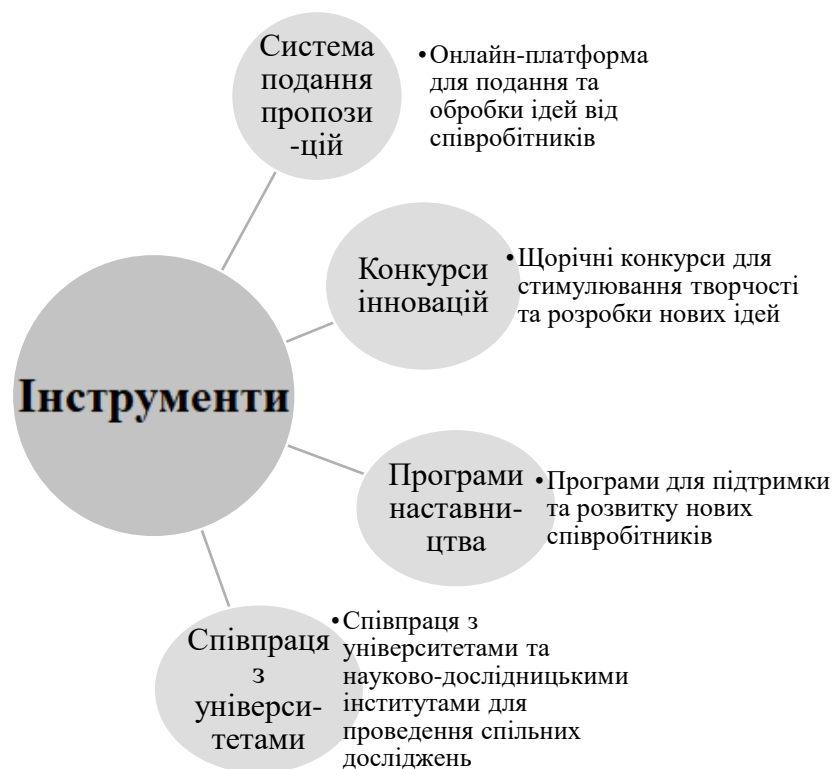 Система
подання
пропози
-цій
•Онлайн-платформа
для подання та
обробки ідей від
співробітників
Конкурси
інновацій
•Щорічні конкурси для
стимулювання творчості
та розробки нових ідей
Інструменти
Програми
наставни-
цтва
•Програми для підтримки
та розвитку нових
співробітників
Співпраця
з
універси-
тетами
•Співпраця з
університетами та
науково-дослідницькими
інститутами для
проведення спільних
досліджень